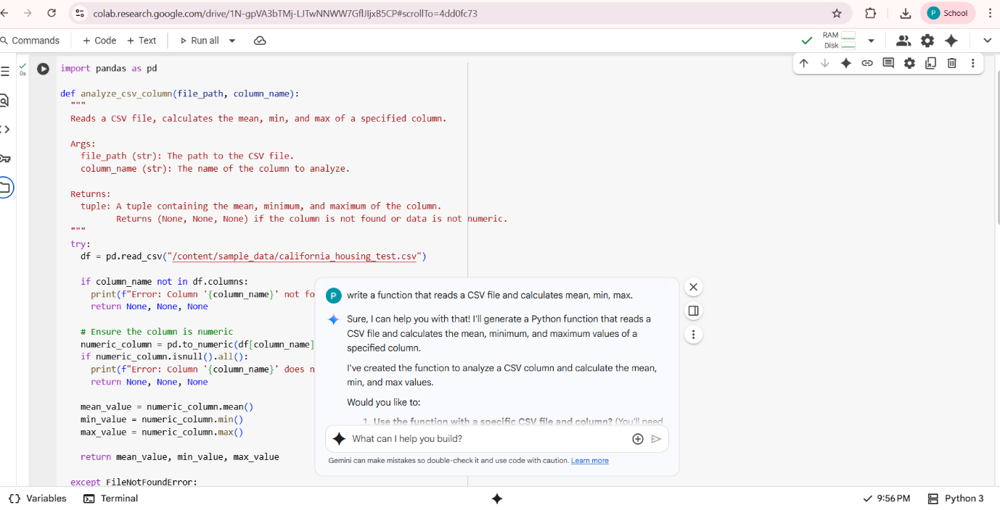 colab.research.google.com/drive/1N-gpVA3bTMj-LJTwNNWW7GflJIjxB5CP#scrollTo=4dd0fc73
P School
Commands + Code + Text Run all
RAM
Disk
0s
import pandas as pd
def analyze_csv_column(file_path, column_name):
"""
Reads a CSV file, calculates the mean, min, and max of a specified column.
Args:
file_path (str): The path to the CSV file.
column_name (str): The name of the column to analyze.
Returns:
tuple: A tuple containing the mean, minimum, and maximum of the column.
Returns (None, None, None) if the column is not found or data is not numeric.
"""
try:
df = pd.read_csv("/content/sample_data/california_housing_test.csv")
if column_name not in df.columns:
print(f"Error: Column '{column_name}' not fo
return None, None, None
# Ensure the column is numeric
numeric_column = pd.to_numeric(df[column_name]
if numeric_column.isnull().all():
print(f"Error: Column '{column_name}' does n
return None, None, None
mean_value = numeric_column.mean()
min_value = numeric_column.min()
max_value = numeric_column.max()
return mean_value, min_value, max_value
except FileNotFoundError:
P write a function that reads a CSV file and calculates mean, min, max.
Sure, I can help you with that! I'll generate a Python function that reads a
CSV file and calculates the mean, minimum, and maximum values of a
specified column.
I've created the function to analyze a CSV column and calculate the mean,
min, and max values.
Would you like to:
1. Use the function with a specific CSV file and column? (You'll need
What can I help you build?
Gemini can make mistakes so double-check it and use code with caution. Learn more
{} Variables Terminal
9:56 PM Python 3